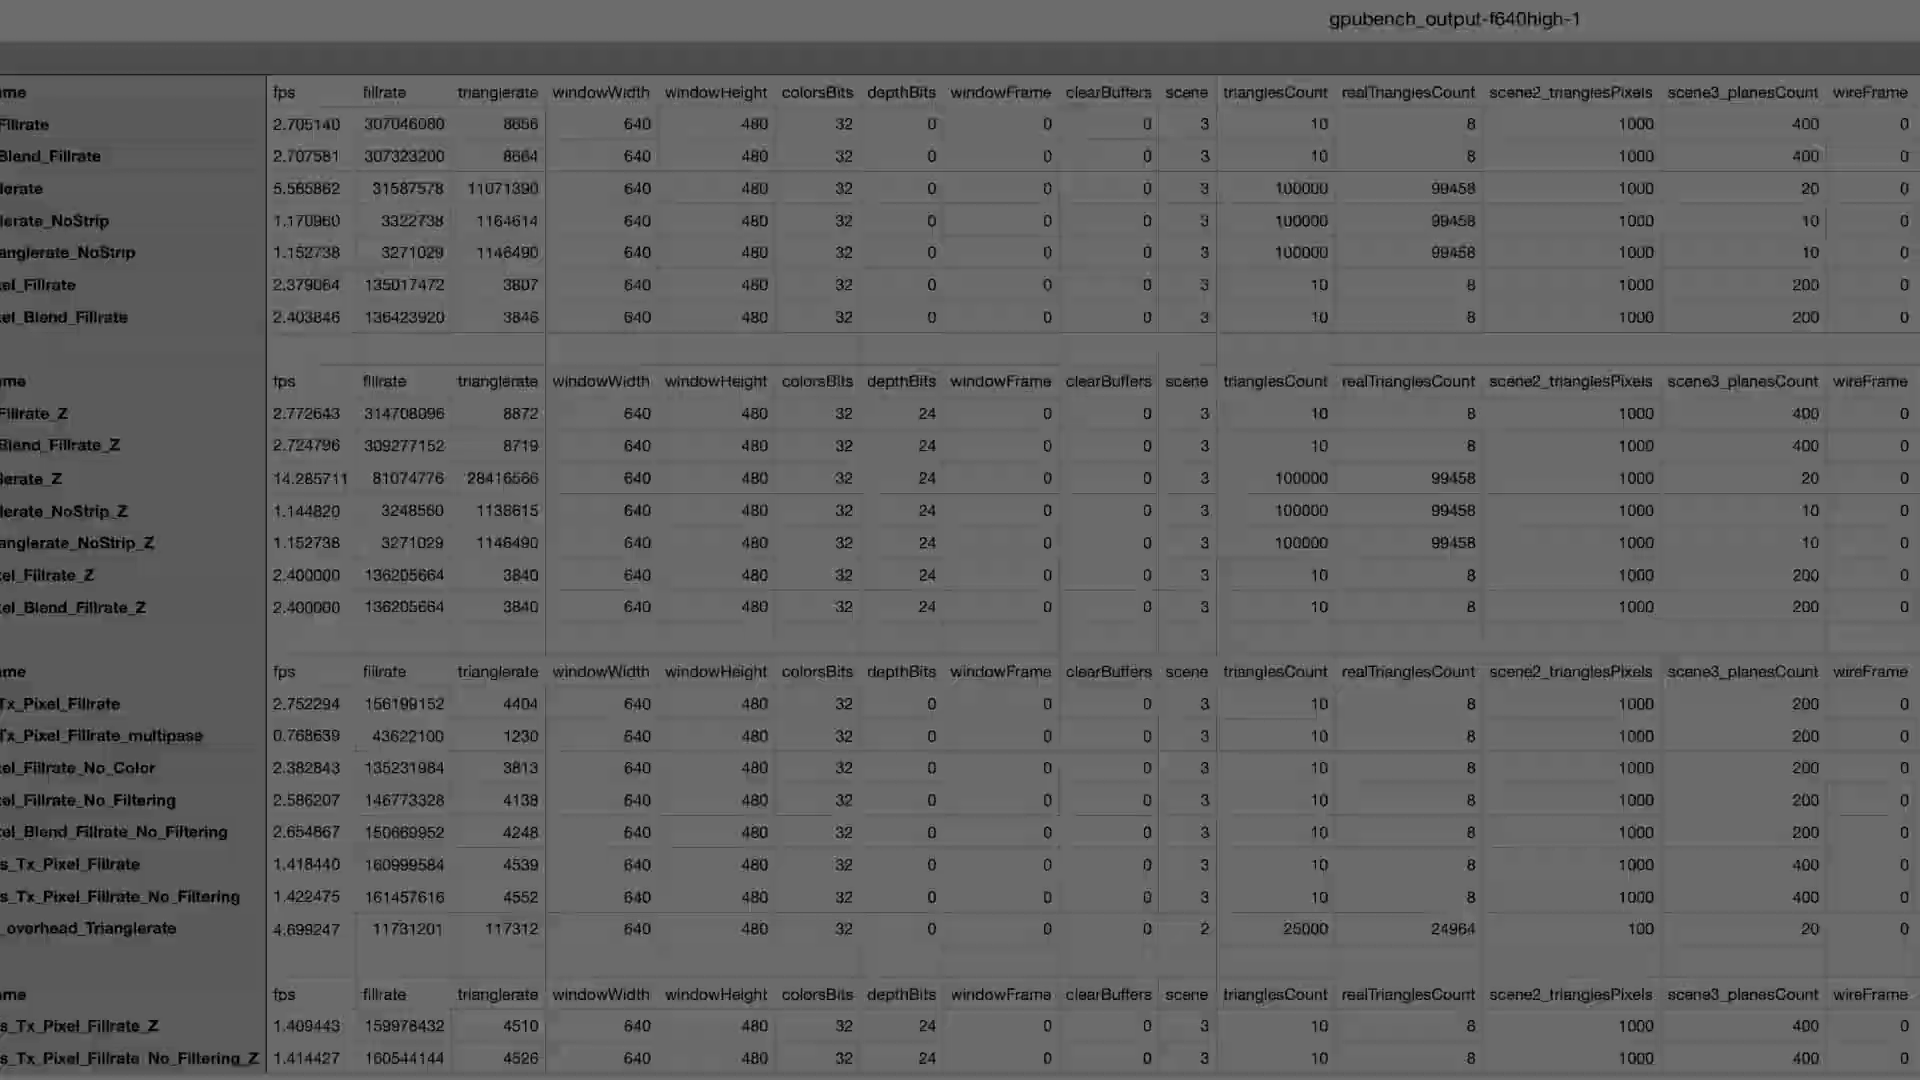 gpubench_output-f640high-1
me fps fillrate trianglerate windowWidth windowHeight colorsBits depthBits windowFrame clearBuffers scene trianglesCount realTrianglesCount scene2_trianglesPixels scene3_planesCount wireFrame
Fillrate 2.705140 307046080 8656 640 480 32 0 0 0 3 10 8 1000 400 0
Blend_Fillrate 2.707581 307323200 8664 640 480 32 0 0 0 3 10 8 1000 400 0
lerate 5.565862 31587578 11071390 640 480 32 0 0 0 3 100000 99458 1000 20 0
lerate_NoStrip 1.170960 3322738 1164614 640 480 32 0 0 0 3 100000 99458 1000 10 0
anglerate_NoStrip 1.152738 3271029 1146490 640 480 32 0 0 0 3 100000 99458 1000 10 0
el_Fillrate 2.379064 135017472 3807 640 480 32 0 0 0 3 10 8 1000 200 0
el_Blend_Fillrate 2.403846 136423920 3846 640 480 32 0 0 0 3 10 8 1000 200 0
me fps fillrate trianglerate windowWidth windowHeight colorsBits depthBits windowFrame clearBuffers scene trianglesCount realTrianglesCount scene2_trianglesPixels scene3_planesCount wireFrame
Fillrate_Z 2.772643 314708096 8872 640 480 32 24 0 0 3 10 8 1000 400 0
Blend_Fillrate_Z 2.724796 309277152 8719 640 480 32 24 0 0 3 10 8 1000 400 0
lerate_Z 14.285711 81074776 28416566 640 480 32 24 0 0 3 100000 99458 1000 20 0
lerate_NoStrip_Z 1.144820 3248560 1138615 640 480 32 24 0 0 3 100000 99458 1000 10 0
anglerate_NoStrip_Z 1.152738 3271029 1146490 640 480 32 24 0 0 3 100000 99458 1000 10 0
el_Fillrate_Z 2.400000 136205664 3840 640 480 32 24 0 0 3 10 8 1000 200 0
el_Blend_Fillrate_Z 2.400000 136205664 3840 640 480 32 24 0 0 3 10 8 1000 200 0
me fps fillrate trianglerate windowWidth windowHeight colorsBits depthBits windowFrame clearBuffers scene trianglesCount realTrianglesCount scene2_trianglesPixels scene3_planesCount wireFrame
Tx_Pixel_Fillrate 2.752294 156199152 4404 640 480 32 0 0 0 3 10 8 1000 200 0
Tx_Pixel_Fillrate_multipase 0.768639 43622100 1230 640 480 32 0 0 0 3 10 8 1000 200 0
el_Fillrate_No_Color 2.382843 135231984 3813 640 480 32 0 0 0 3 10 8 1000 200 0
el_Fillrate_No_Filtering 2.586207 146773328 4138 640 480 32 0 0 0 3 10 8 1000 200 0
el_Blend_Fillrate_No_Filtering 2.654867 150669952 4248 640 480 32 0 0 0 3 10 8 1000 200 0
s_Tx_Pixel_Fillrate 1.418440 160999584 4539 640 480 32 0 0 0 3 10 8 1000 400 0
s_Tx_Pixel_Fillrate_No_Filtering 1.422475 161457616 4552 640 480 32 0 0 0 3 10 8 1000 400 0
_overhead_Trianglerate 4.699247 11731201 117312 640 480 32 0 0 0 2 25000 24964 100 20 0
me fps fillrate trianglerate windowWidth windowHeight colorsBits depthBits windowFrame clearBuffers scene trianglesCount realTrianglesCount scene2_trianglesPixels scene3_planesCount wireFrame
s_Tx_Pixel_Fillrate_Z 1.409443 159978432 4510 640 480 32 24 0 0 3 10 8 1000 400 0
s_Tx_Pixel_Fillrate_No_Filtering_Z 1.414427 160544144 4526 640 480 32 24 0 0 3 10 8 1000 400 0